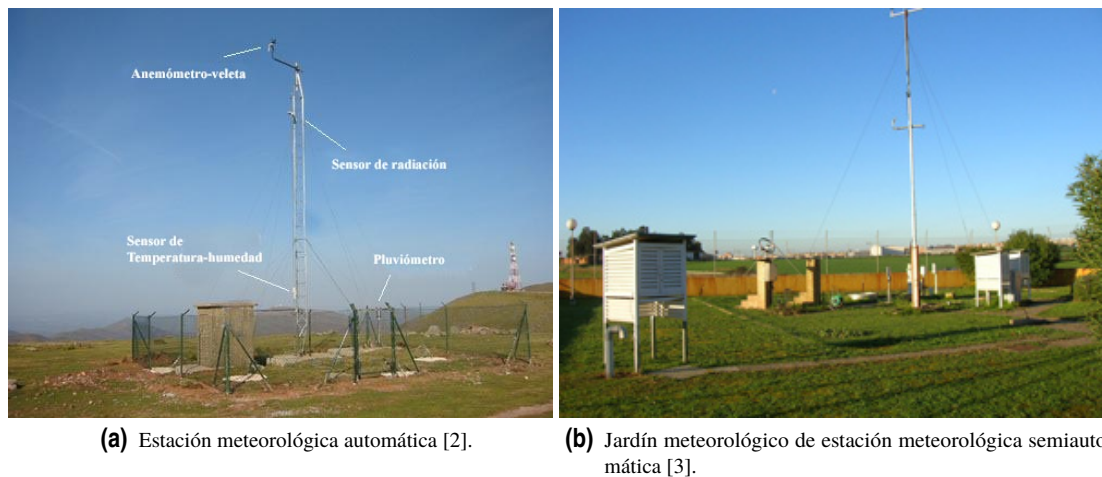 Anemómetro-veleta
Sensor de radiación
Sensor de
Temperatura-humedad
Pluviómetro
(a) Estación meteorológica automática [2].
(b) Jardín meteorológico de estación meteorológica semiauto
mática [3].